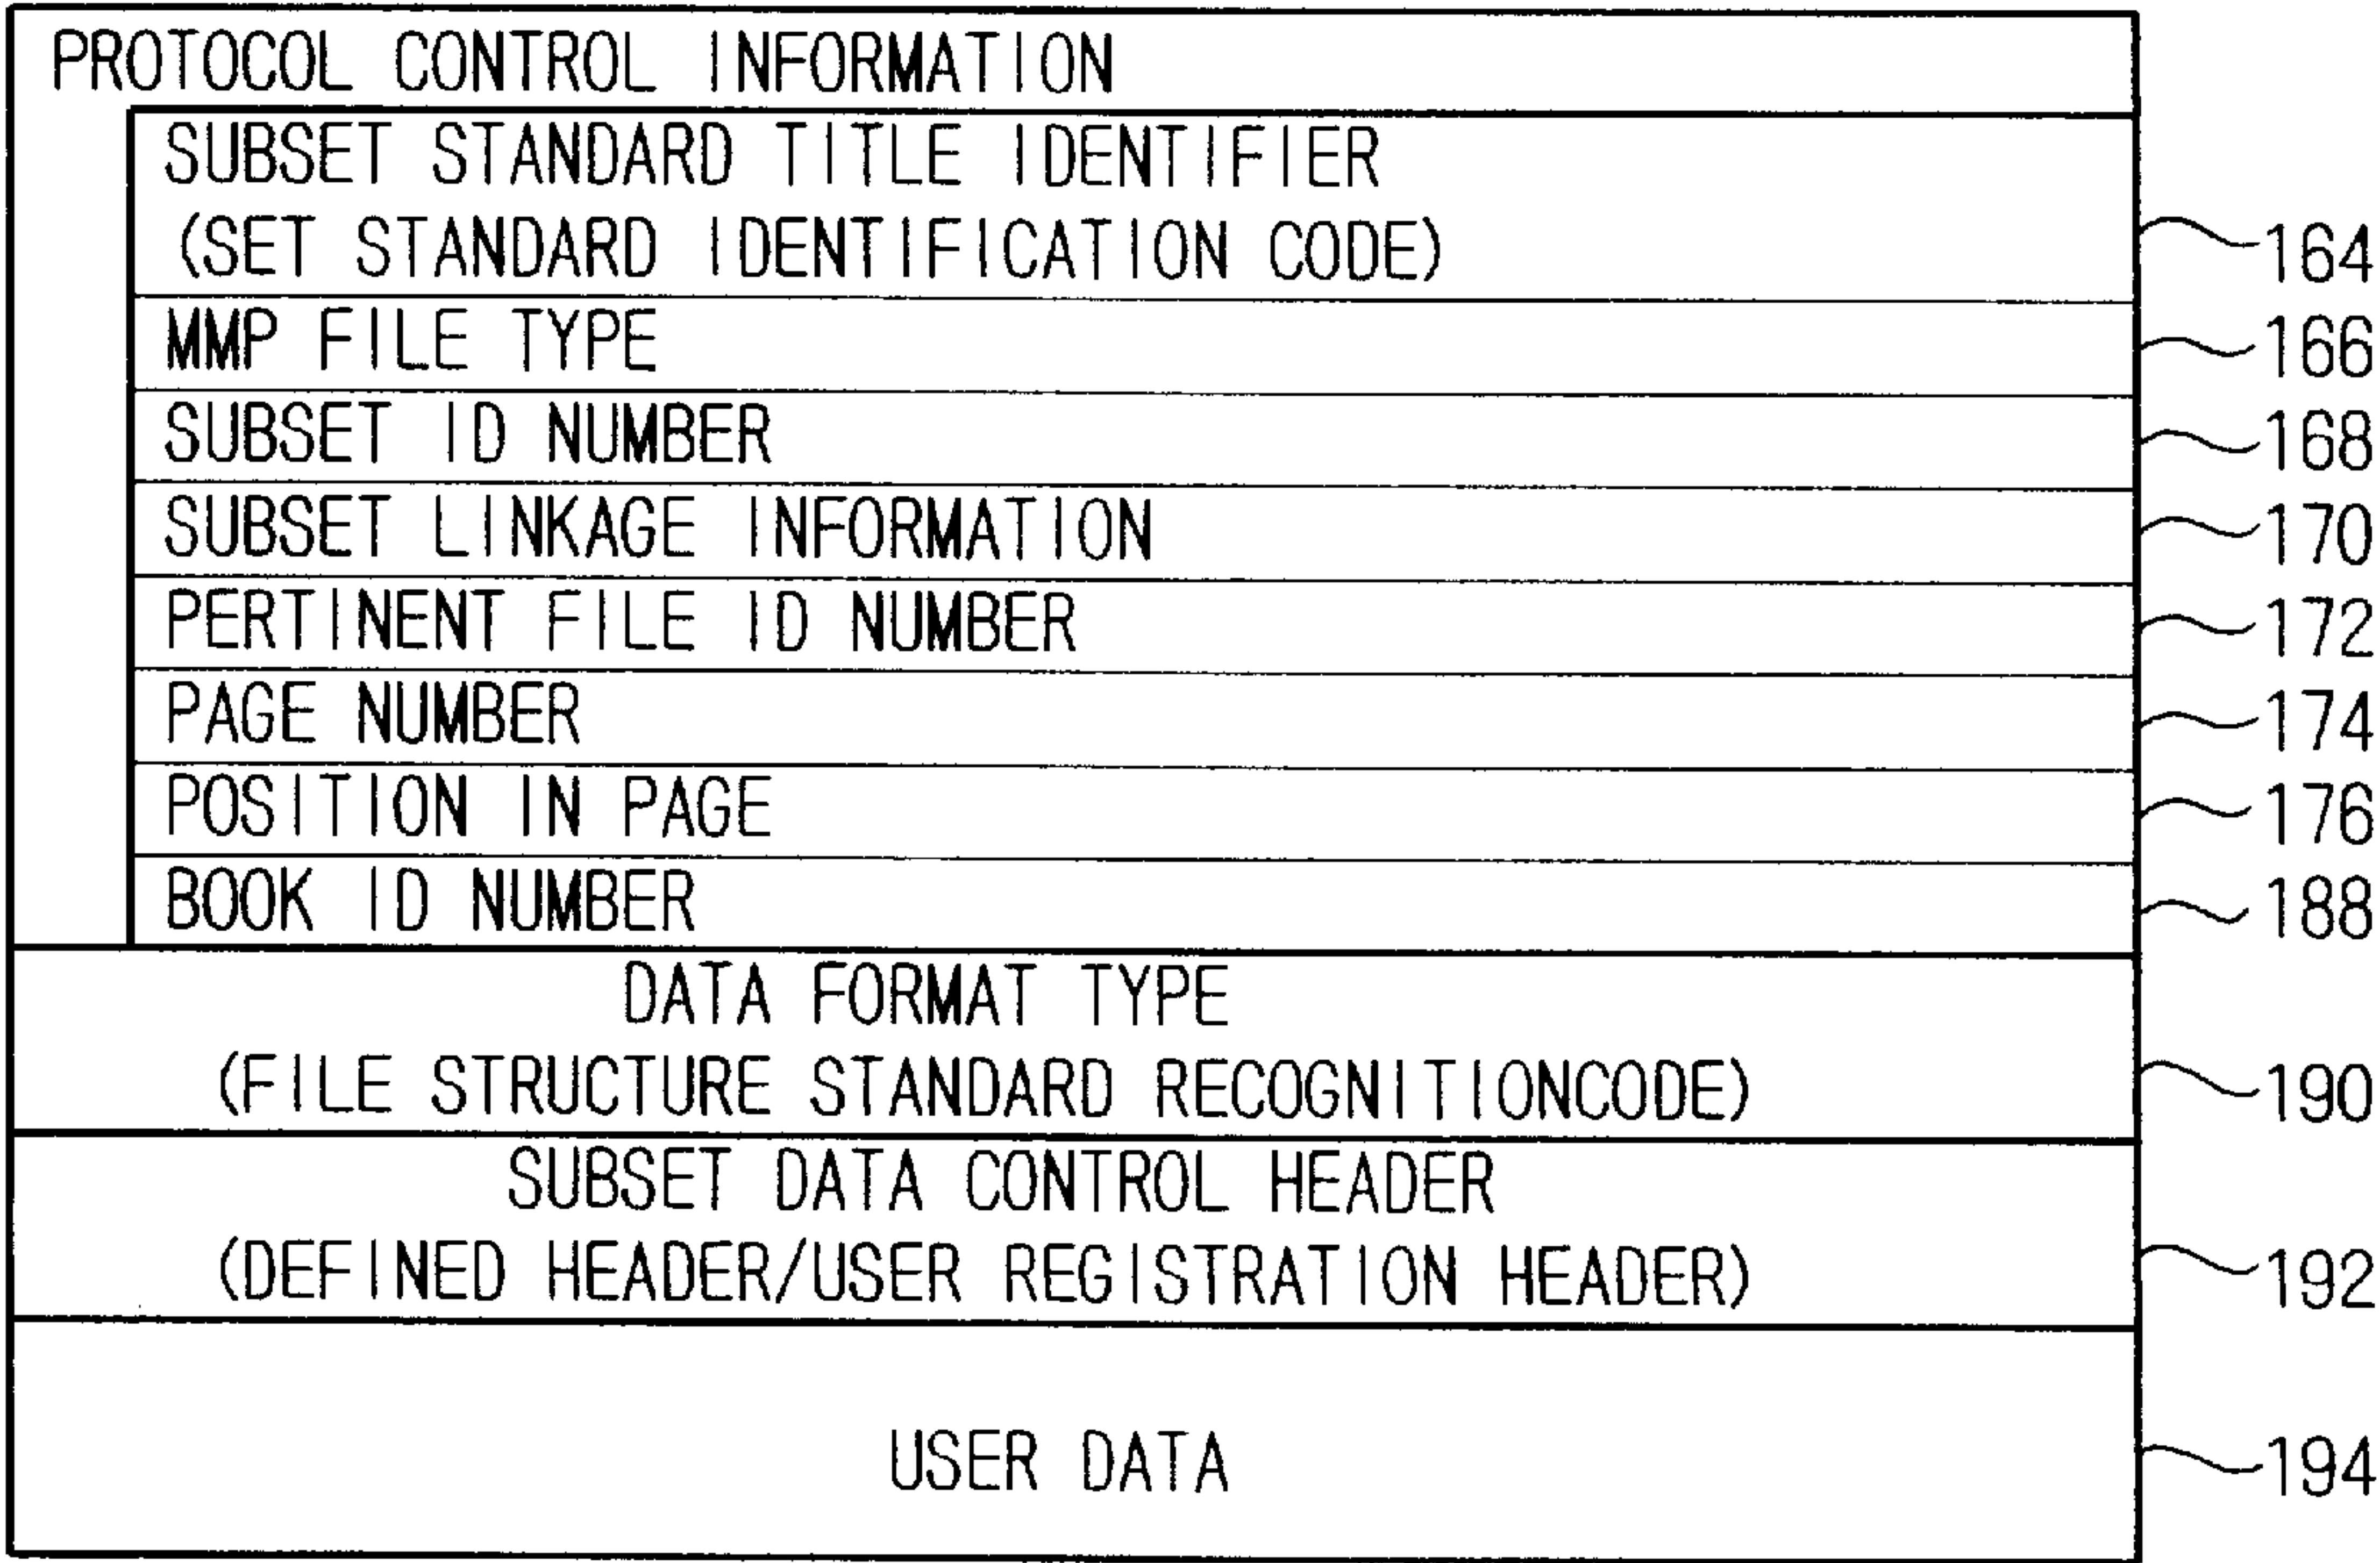 PROTOCOL CONTROL INFORMATION
SUBSET STANDARD TITLE IDENTIFIER
(SET STANDARD IDENTIFICATION CODE) 164
MMP FILE TYPE 166
SUBSET ID NUMBER 168
SUBSET LINKAGE INFORMATION 170
PERTINENT FILE ID NUMBER 172
PAGE NUMBER 174
POSITION IN PAGE 176
BOOK ID NUMBER 188
DATA FORMAT TYPE
(FILE STRUCTURE STANDARD RECOGNITIONCODE) 190
SUBSET DATA CONTROL HEADER
(DEFINED HEADER/USER REGISTRATION HEADER) 192
USER DATA 194